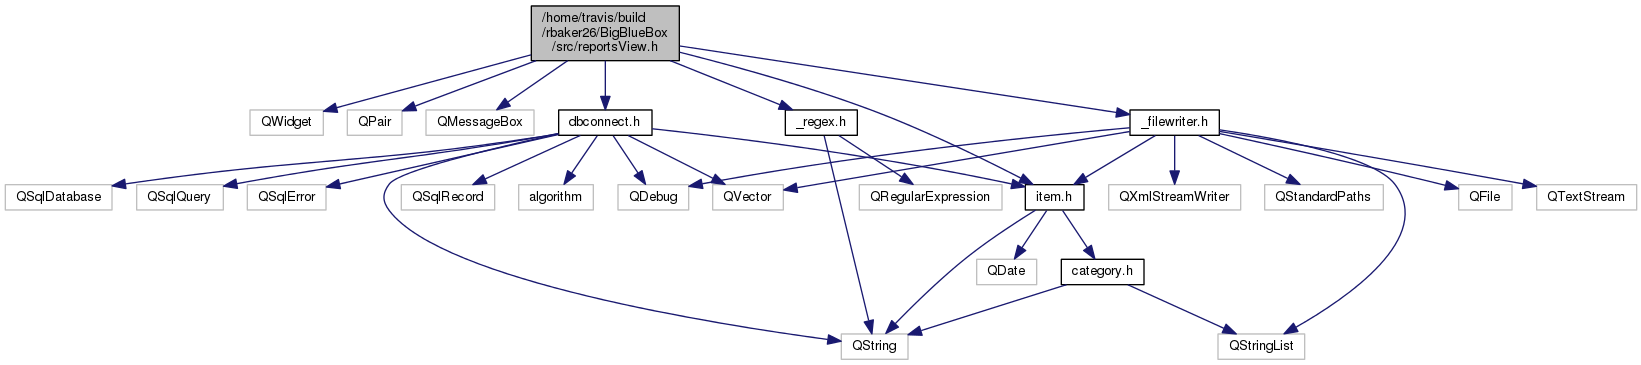 /home/travis/build
/rbaker26/BigBlueBox
/src/reportsView.h
QWidget
QPair
QMessageBox
dbconnect.h
_regex.h
_filewriter.h
QSqlDatabase
QSqlQuery
QSqlError
QSqlRecord
algorithm
QDebug
QVector
QRegularExpression
item.h
QXmlStreamWriter
QStandardPaths
QFile
QTextStream
QDate
category.h
QString
QStringList